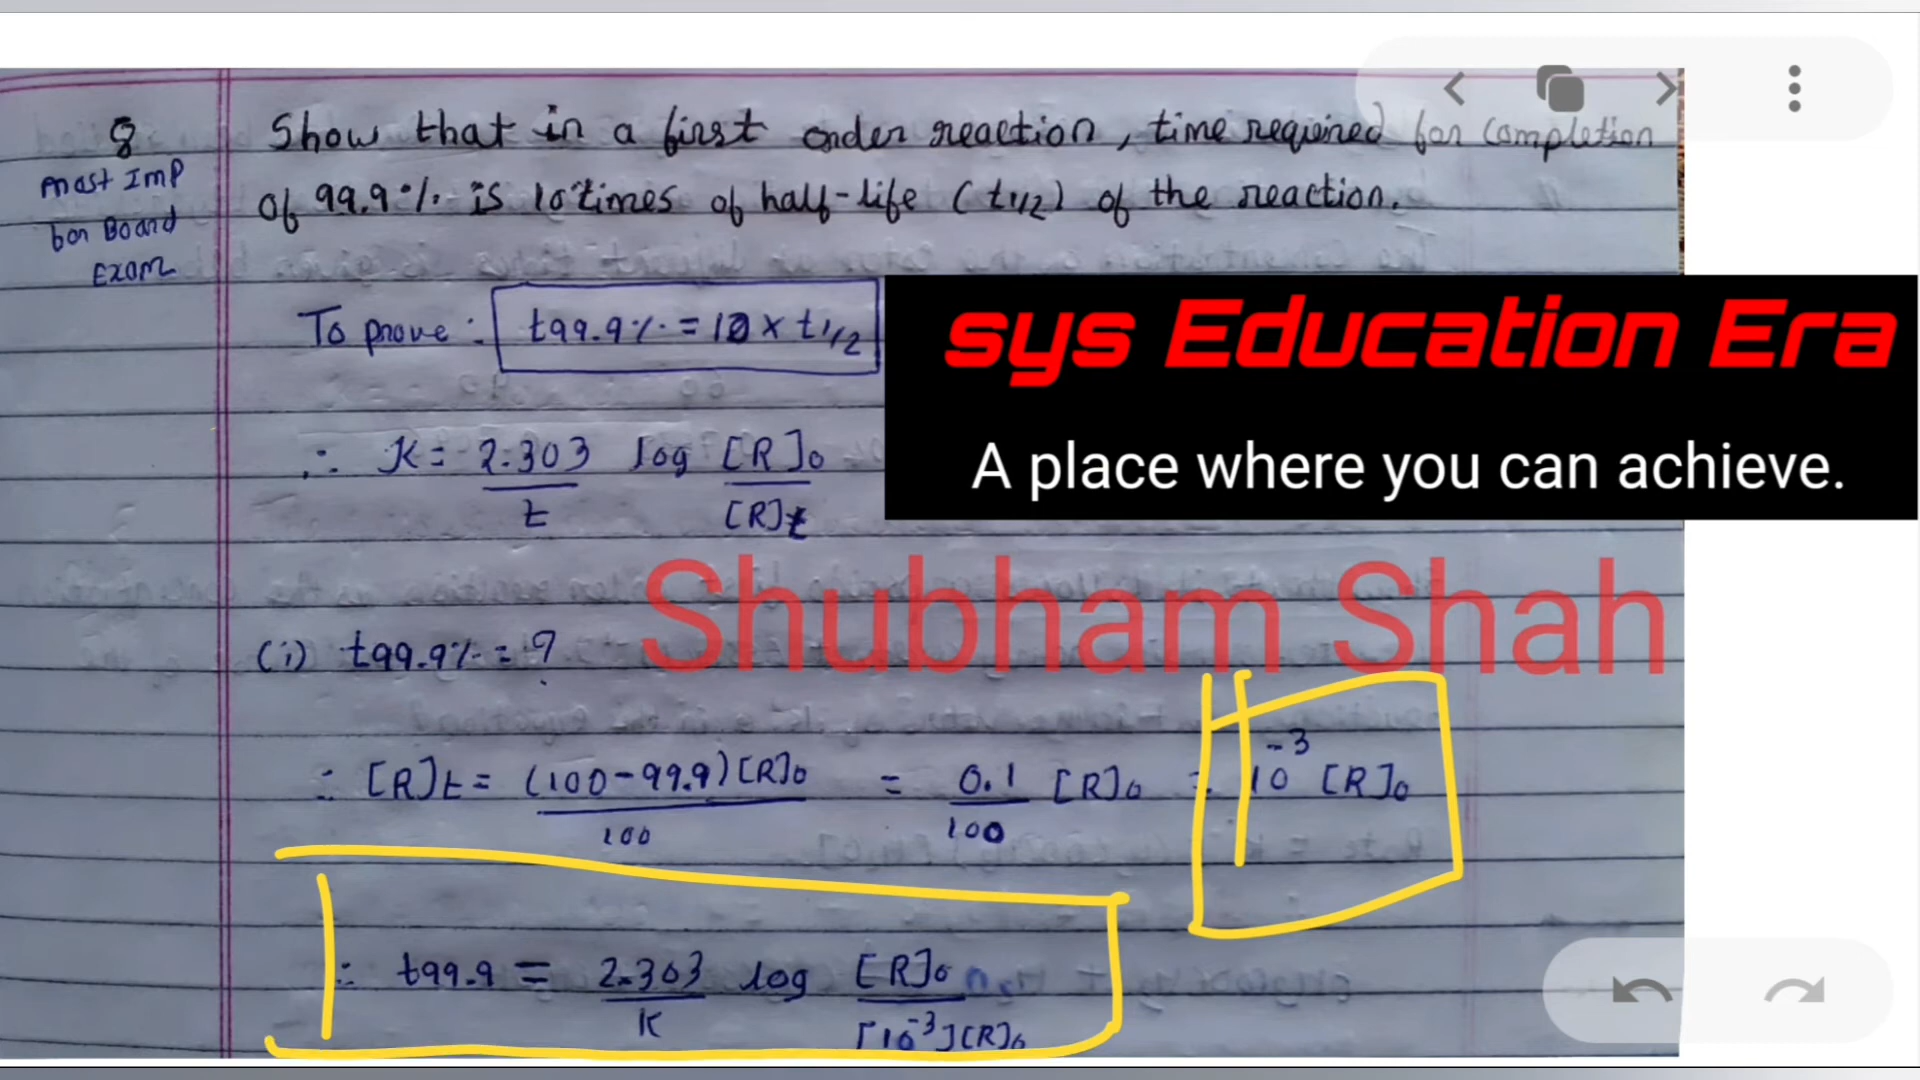 8 Show that in a first order reaction, time required for completion
Most Imp
of 99.9% is 10 times of half-life (t1/2) of the reaction.
for Board
Exam
To prove : t99.9% = 10 × t1/2
sys Education Era
A place where you can achieve.
∴ K = 2.303/t log [R]0/[R]t
Shubham Shah
(i) t99.9% = ?
∴ [R]t = (100-99.9)[R]0/100 = 0.1/100 [R]0 = 10^-3 [R]0
∴ t99.9 = 2.303/K log [R]0/[10^-3][R]0